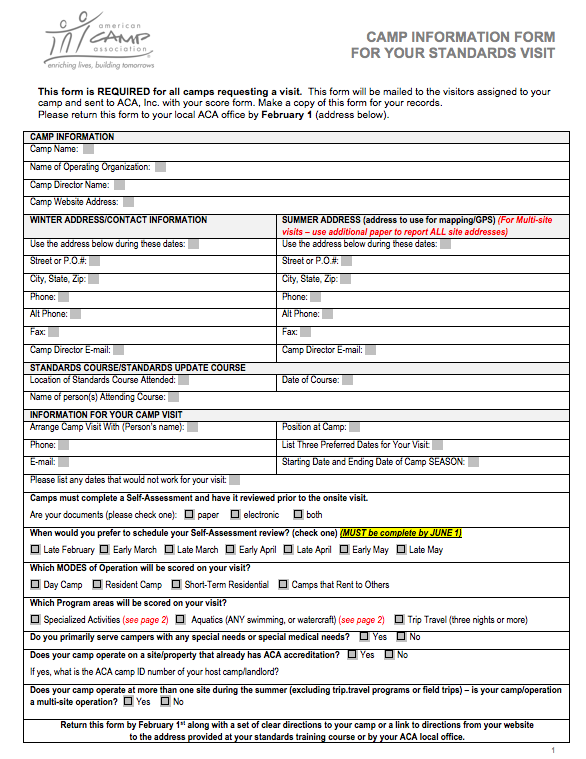 american
CAMP
association®
enriching lives, building tomorrows
CAMP INFORMATION FORM
FOR YOUR STANDARDS VISIT
This form is REQUIRED for all camps requesting a visit. This form will be mailed to the visitors assigned to your
camp and sent to ACA, Inc. with your score form. Make a copy of this form for your records.
Please return this form to your local ACA office by February 1 (address below).
CAMP INFORMATION
Camp Name:
Name of Operating Organization:
Camp Director Name:
Camp Website Address:
WINTER ADDRESS/CONTACT INFORMATION
SUMMER ADDRESS (address to use for mapping/GPS) (For Multi-site
visits – use additional paper to report ALL site addresses)
Use the address below during these dates:
Use the address below during these dates:
Street or P.O.#:
Street or P.O.#:
City, State, Zip:
City, State, Zip:
Phone:
Phone:
Alt Phone:
Alt Phone:
Fax:
Fax:
Camp Director E-mail:
Camp Director E-mail:
STANDARDS COURSE/STANDARDS UPDATE COURSE
Location of Standards Course Attended:
Date of Course:
Name of person(s) Attending Course:
INFORMATION FOR YOUR CAMP VISIT
Arrange Camp Visit With (Person's name):
Position at Camp:
Phone:
List Three Preferred Dates for Your Visit:
E-mail:
Starting Date and Ending Date of Camp SEASON:
Please list any dates that would not work for your visit:
Camps must complete a Self-Assessment and have it reviewed prior to the onsite visit.
Are your documents (please check one): paper electronic both
When would you prefer to schedule your Self-Assessment review? (check one) (MUST be complete by JUNE 1)
Late February Early March Late March Early April Late April Early May Late May
Which MODES of Operation will be scored on your visit?
Day Camp Resident Camp Short-Term Residential Camps that Rent to Others
Which Program areas will be scored on your visit?
Specialized Activities (see page 2) Aquatics (ANY swimming, or watercraft) (see page 2) Trip Travel (three nights or more)
Do you primarily serve campers with any special needs or special medical needs? Yes No
Does your camp operate on a site/property that already has ACA accreditation? Yes No
If yes, what is the ACA camp ID number of your host camp/landlord?
Does your camp operate at more than one site during the summer (excluding trip.travel programs or field trips) – is your camp/operation
a multi-site operation? Yes No
Return this form by February 1st along with a set of clear directions to your camp or a link to directions from your website
to the address provided at your standards training course or by your ACA local office.
1